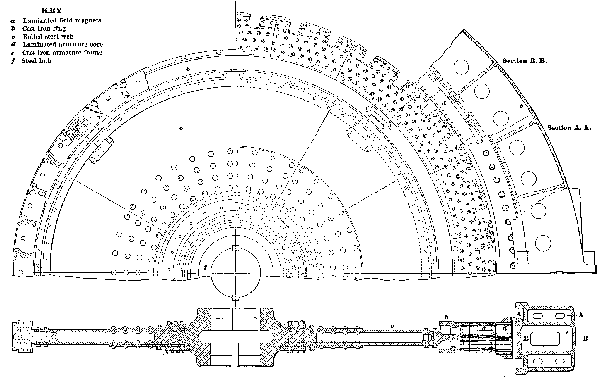 KEY
a Laminated field magnets
b Cast iron ring
c Rolled steel web
d Laminated armature core
e Cast iron armature frame
f Steel hub
Section B. B.
Section A. A.
f
b
c
A
B